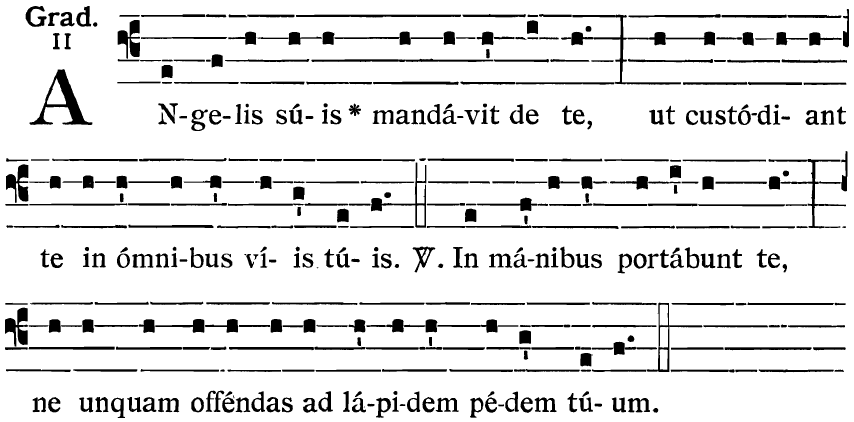 Grad.
II
AN-ge-lis sú-is * mandá-vit de te, ut custó-di-ant
te in ómni-bus ví-is tú-is. ℣. In má-nibus portábunt te,
ne unquam offéndas ad lá-pi-dem pé-dem tú-um.